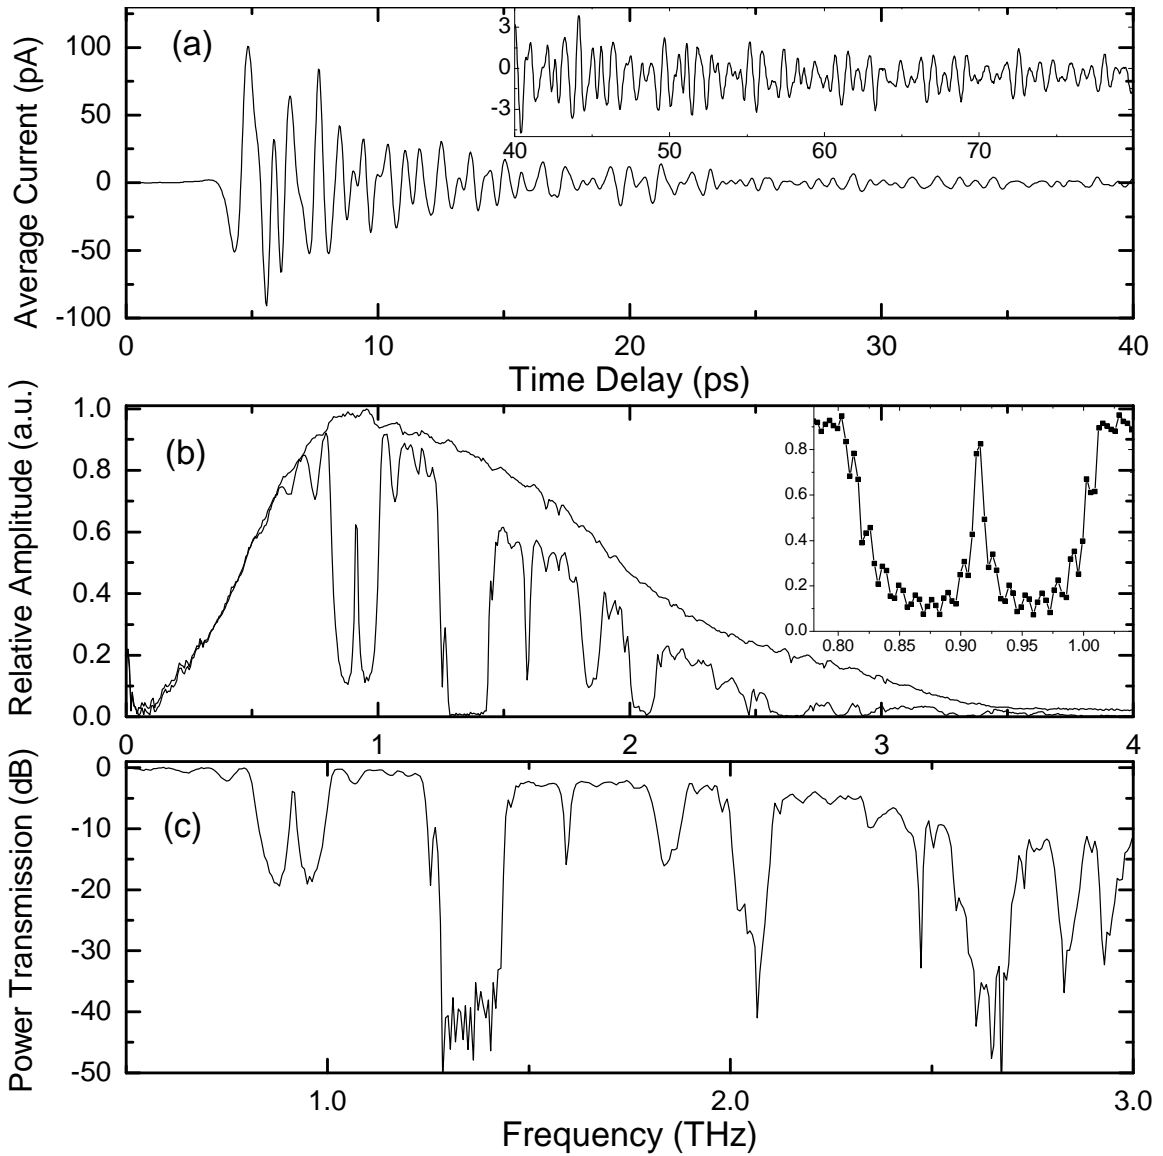 (a)
Average Current (pA)
100
50
0
-50
-100
3
0
-3
40 50 60 70
0 10 20 30 40
Time Delay (ps)
(b)
Relative Amplitude (a.u.)
1.0
0.8
0.6
0.4
0.2
0.0
0.8
0.6
0.4
0.2
0.0
0.80 0.85 0.90 0.95 1.00
0 1 2 3 4
(c)
Power Transmission (dB)
0
-10
-20
-30
-40
-50
1.0 2.0 3.0
Frequency (THz)